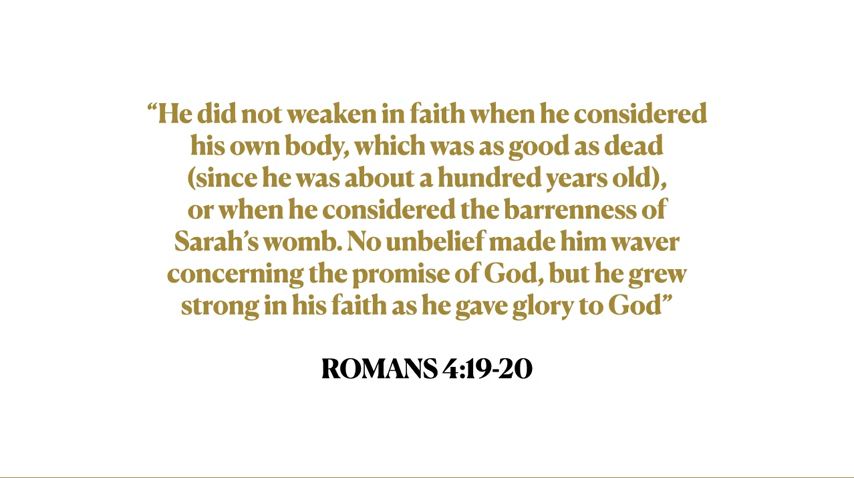 “He did not weaken in faith when he considered
his own body, which was as good as dead
(since he was about a hundred years old),
or when he considered the barrenness of
Sarah’s womb. No unbelief made him waver
concerning the promise of God, but he grew
strong in his faith as he gave glory to God”
ROMANS 4:19-20